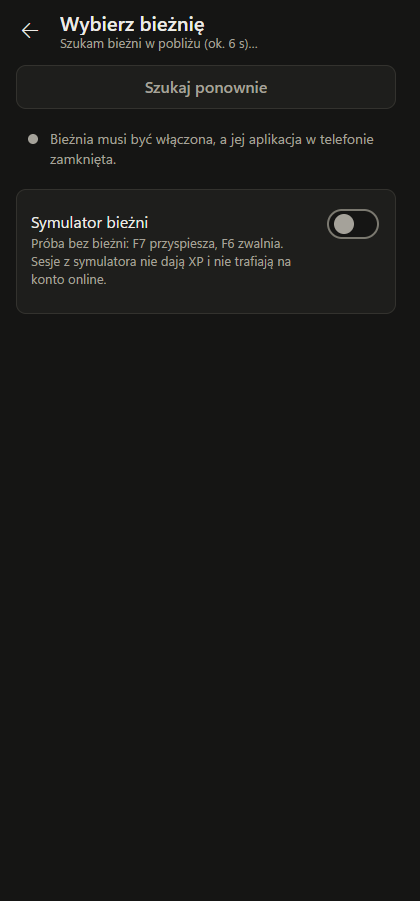 Wybierz bieżnię
Szukam bieżni w pobliżu (ok. 6 s)...
Szukaj ponownie
Bieżnia musi być włączona, a jej aplikacja w telefonie
zamknięta.
Symulator bieżni
Próba bez bieżni: F7 przyspiesza, F6 zwalnia.
Sesje z symulatora nie dają XP i nie trafiają na
konto online.